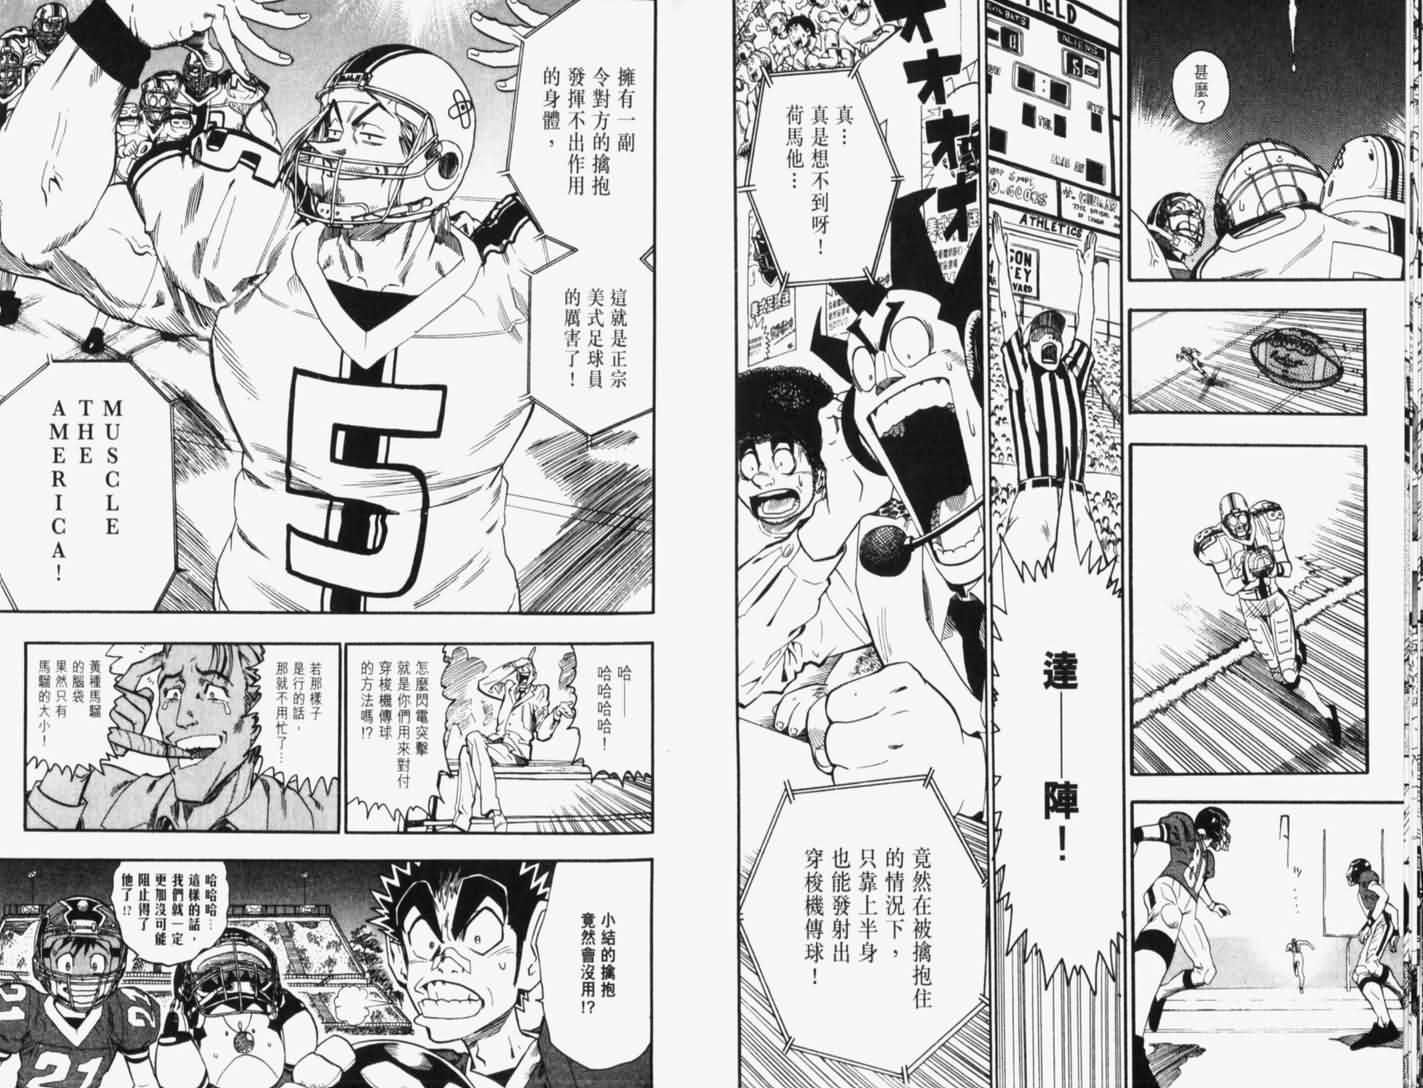 甚麼?
FIELD
ATHLETICS
達——陣!
真…
真是想不到呀!
荷馬他…
竟然在被擒抱住
的情況下，
只靠上半身
也能發射出
穿梭機傳球!
擁有一副
令對方的擒抱
發揮不出作用
的身體，
這就是正宗
美式足球員
的厲害了!
5
MUSCLE
THE
AMERICA!
哈——
哈哈哈哈!
怎麼閃電突擊
就是你們用來對付
穿梭機傳球
的方法嗎!?
若那樣子
是行的話，
那就不用忙了…
黃種馬騮
的腦袋
果然只有
馬騮的大小!
小結的擒抱
竟然會沒用!?
哈哈哈…
這樣的話，
我們就一定
更加沒可能
阻止得了
他了!?
21